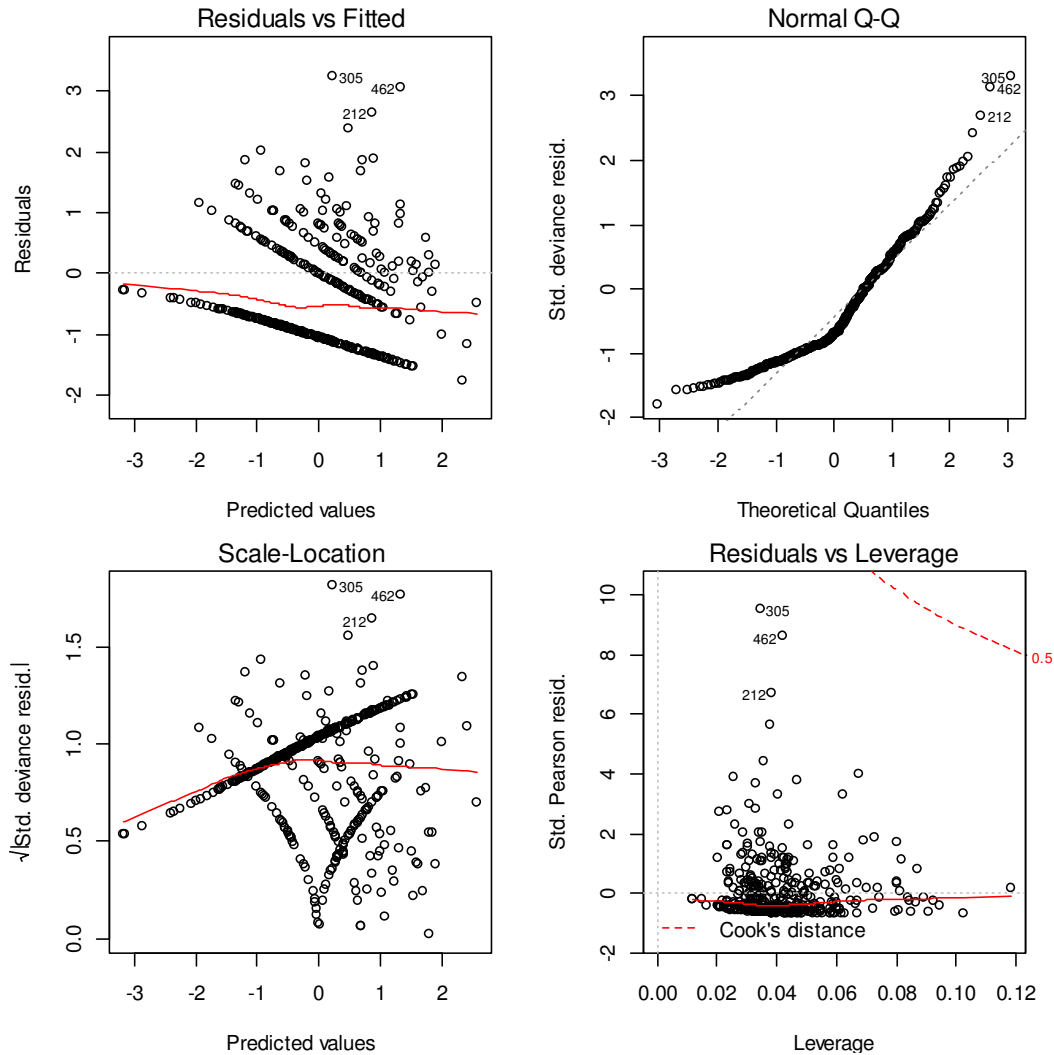 Residuals vs Fitted
Residuals
3
2
1
0
-1
-2
305
462
212
-3 -2 -1 0 1 2
Predicted values
Normal Q-Q
Std. deviance resid.
3
2
1
0
-1
-2
305
462
212
-3 -2 -1 0 1 2 3
Theoretical Quantiles
Scale-Location
√|Std. deviance resid.|
1.5
1.0
0.5
0.0
305
462
212
-3 -2 -1 0 1 2
Predicted values
Residuals vs Leverage
Std. Pearson resid.
10
8
6
4
2
0
-2
305
462
212
0.5
Cook's distance
0.00 0.02 0.04 0.06 0.08 0.10 0.12
Leverage